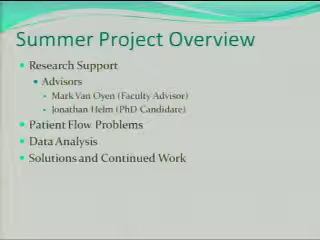 Summer Project Overview
Research Support
Advisors
Mark Van Oyen (Faculty Advisor)
Jonathan Helm (PhD Candidate)
Patient Flow Problems
Data Analysis
Solutions and Continued Work